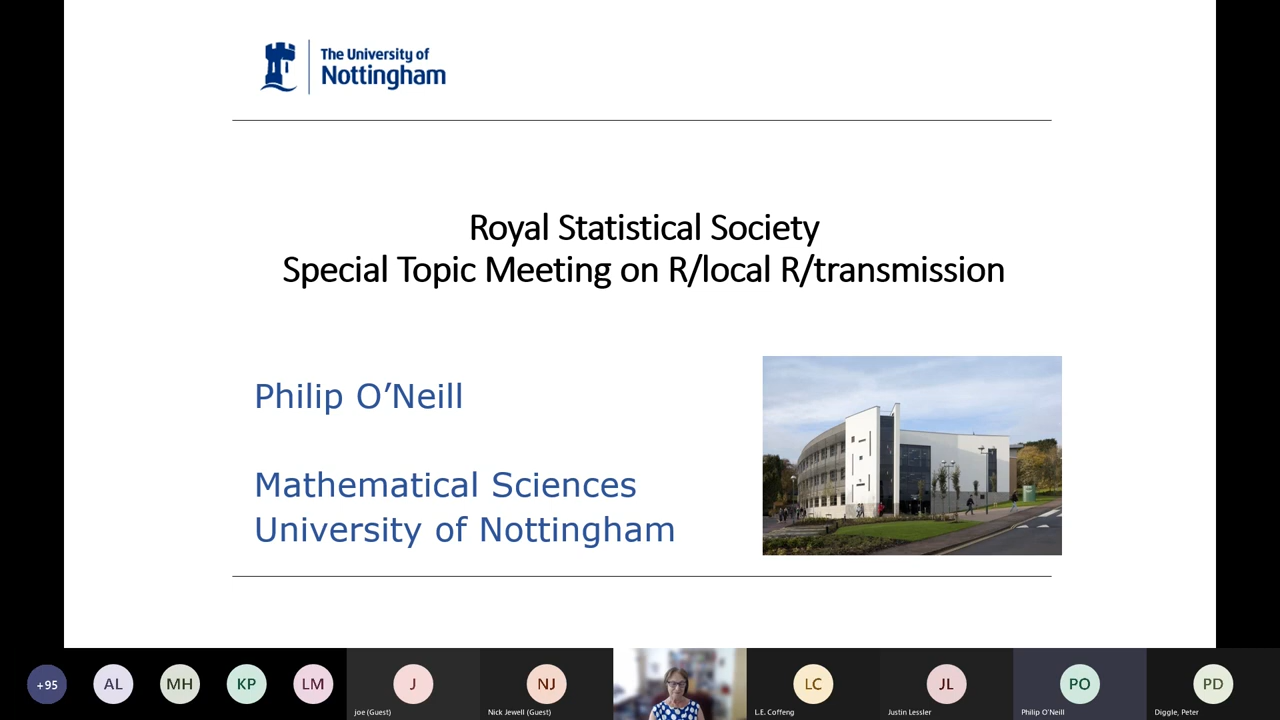 The University of
Nottingham
Royal Statistical Society
Special Topic Meeting on R/local R/transmission
Philip O’Neill
Mathematical Sciences
University of Nottingham
+95
AL
MH
KP
LM
J
NJ
LC
JL
PO
PD
joe (Guest)
Nick Jewell (Guest)
L.E. Coffeng
Justin Lessler
Philip O'Neill
Diggle, Peter